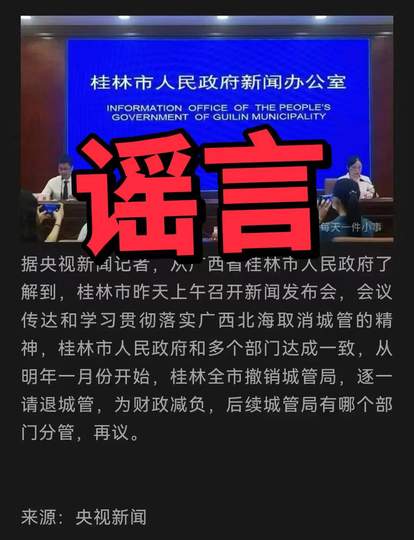 桂林市人民政府新闻办公室
INFORMATION OFFICE OF THE PEOPLE'S
GOVERNMENT OF GUILIN MUNICIPALITY
谣言
每天一件小事
据央视新闻记者，从广西省桂林市人民政府了
解到，桂林市昨天上午召开新闻发布会，会议
传达和学习贯彻落实广西北海取消城管的精
神，桂林市人民政府和多个部门达成一致，从
明年一月份开始，桂林全市撤销城管局，逐一
请退城管，为财政减负，后续城管局有哪个部
门分管，再议。
来源：央视新闻